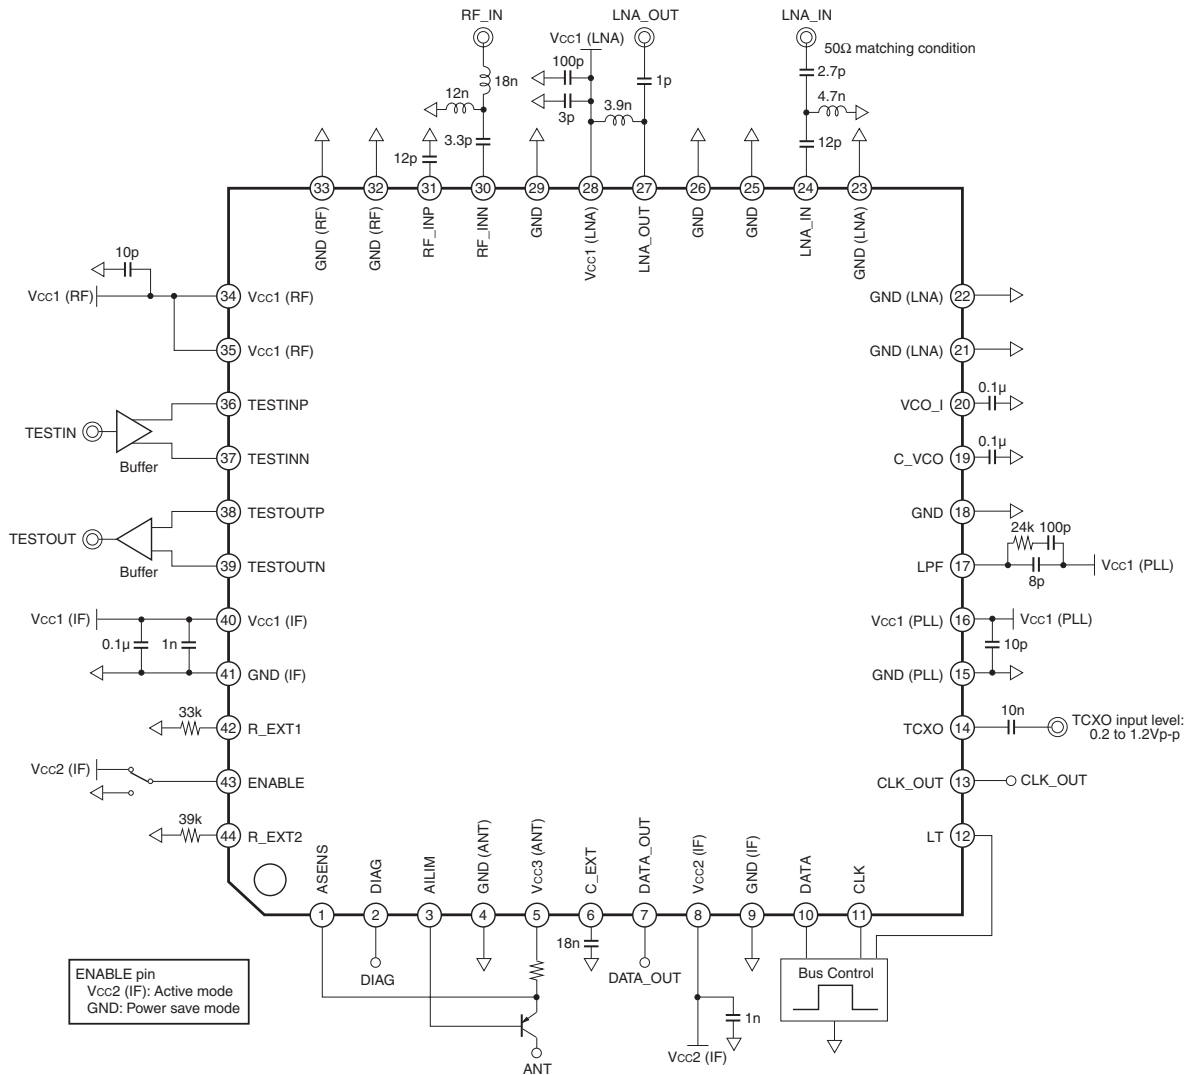 RF_IN
LNA_OUT
LNA_IN
Vcc1 (LNA)
50Ω matching condition
100p
18n
1p
2.7p
12n
3p
3.9n
4.7n
3.3p
12p
12p
33
32
31
30
29
28
27
26
25
24
23
GND (RF)
GND (RF)
RF_INP
RF_INN
GND
Vcc1 (LNA)
LNA_OUT
GND
GND
LNA_IN
GND (LNA)
10p
Vcc1 (RF)
34
Vcc1 (RF)
35
Vcc1 (RF)
36
TESTINP
TESTIN
Buffer
37
TESTINN
38
TESTOUTP
TESTOUT
Buffer
39
TESTOUTN
Vcc1 (IF)
40
Vcc1 (IF)
0.1µ
1n
41
GND (IF)
33k
42
R_EXT1
Vcc2 (IF)
43
ENABLE
39k
44
R_EXT2
GND (LNA)
22
GND (LNA)
21
0.1µ
VCO_I
20
0.1µ
C_VCO
19
GND
18
24k
100p
LPF
17
8p
Vcc1 (PLL)
Vcc1 (PLL)
16
Vcc1 (PLL)
10p
GND (PLL)
15
10n
TCXO
14
TCXO input level:
0.2 to 1.2Vp-p
CLK_OUT
13
CLK_OUT
LT
12
ASENS
DIAG
AILIM
GND (ANT)
Vcc3 (ANT)
C_EXT
DATA_OUT
Vcc2 (IF)
GND (IF)
DATA
CLK
1
2
3
4
5
6
7
8
9
10
11
18n
DIAG
DATA_OUT
Bus Control
1n
Vcc2 (IF)
ANT
ENABLE pin
Vcc2 (IF): Active mode
GND: Power save mode